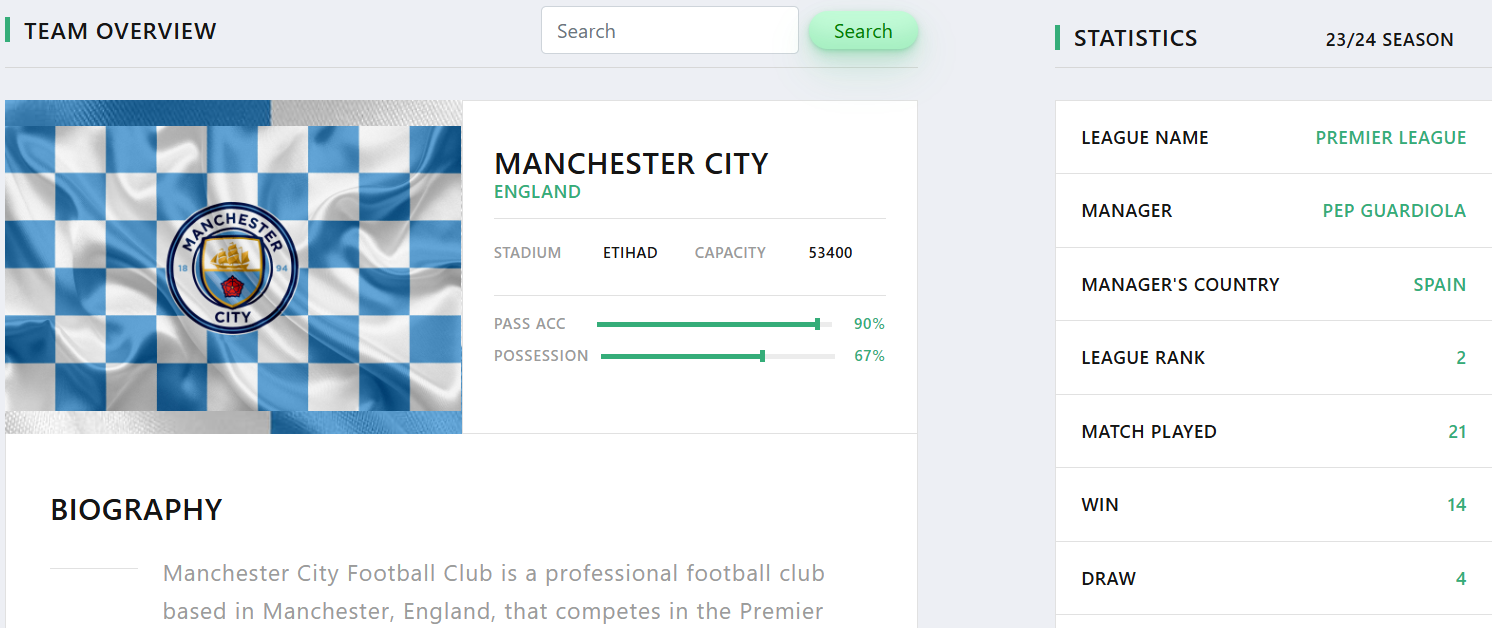 TEAM OVERVIEW
Search
Search
MANCHESTER
18 94
CITY
MANCHESTER CITY
ENGLAND
STADIUM ETIHAD CAPACITY 53400
PASS ACC 90%
POSSESSION 67%
BIOGRAPHY
Manchester City Football Club is a professional football club
based in Manchester, England, that competes in the Premier
STATISTICS 23/24 SEASON
LEAGUE NAME PREMIER LEAGUE
MANAGER PEP GUARDIOLA
MANAGER'S COUNTRY SPAIN
LEAGUE RANK 2
MATCH PLAYED 21
WIN 14
DRAW 4